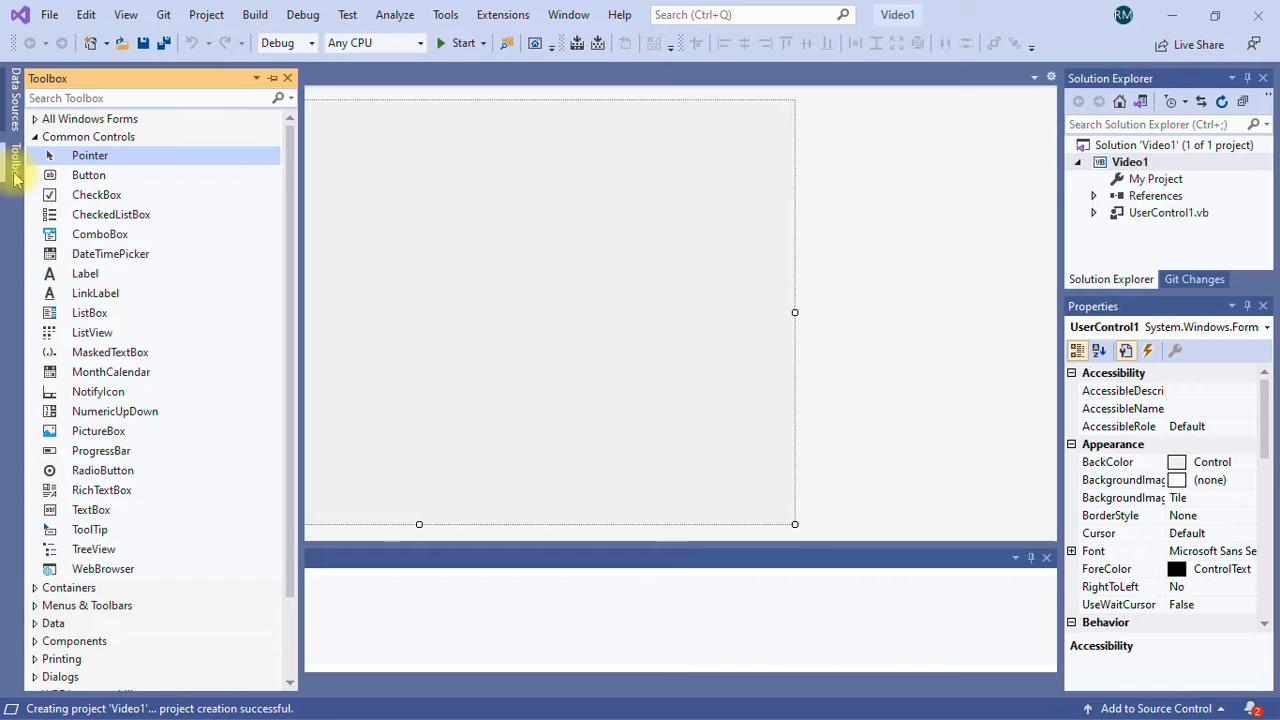 File Edit View Git Project Build Debug Test Analyze Tools Extensions Window Help Search (Ctrl+Q) Video1 RM
Debug Any CPU Start Live Share
Data Sources
Toolbox
Search Toolbox
All Windows Forms
Common Controls
Pointer
Button
CheckBox
CheckedListBox
ComboBox
DateTimePicker
Label
LinkLabel
ListBox
ListView
MaskedTextBox
MonthCalendar
NotifyIcon
NumericUpDown
PictureBox
ProgressBar
RadioButton
RichTextBox
TextBox
ToolTip
TreeView
WebBrowser
Containers
Menus & Toolbars
Data
Components
Printing
Dialogs
Solution Explorer
Search Solution Explorer (Ctrl+;)
Solution 'Video1' (1 of 1 project)
VB Video1
My Project
References
UserControl1.vb
Solution Explorer Git Changes
Properties
UserControl1 System.Windows.Form
Accessibility
AccessibleDescri
AccessibleName
AccessibleRole Default
Appearance
BackColor Control
BackgroundImag (none)
BackgroundImag Tile
BorderStyle None
Cursor Default
Font Microsoft Sans Se
ForeColor ControlText
RightToLeft No
UseWaitCursor False
Behavior
Accessibility
Creating project 'Video1'... project creation successful. Add to Source Control 2